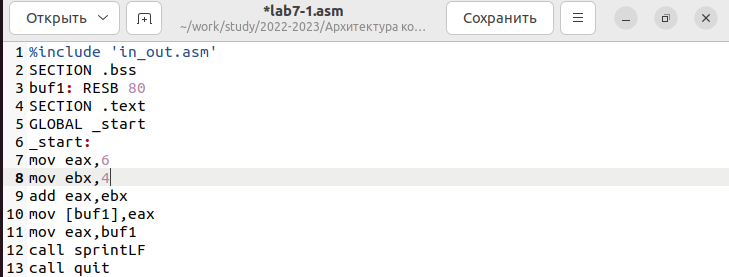 Открыть
*lab7-1.asm
~/work/study/2022-2023/Архитектура ко…
Сохранить
1 %include 'in_out.asm'
2 SECTION .bss
3 buf1: RESB 80
4 SECTION .text
5 GLOBAL _start
6 _start:
7 mov eax,6
8 mov ebx,4
9 add eax,ebx
10 mov [buf1],eax
11 mov eax,buf1
12 call sprintLF
13 call quit